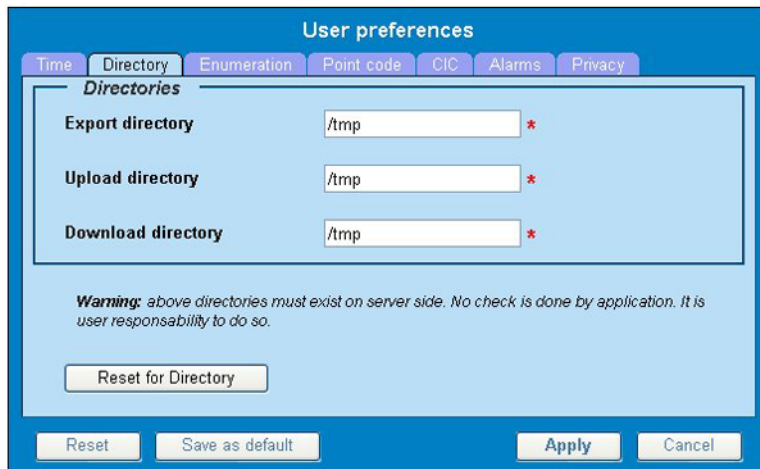 User preferences
Time Directory Enumeration Point code CIC Alarms Privacy
Directories
Export directory /tmp *
Upload directory /tmp *
Download directory /tmp *
Warning: above directories must exist on server side. No check is done by application. It is
user responsability to do so.
Reset for Directory
Reset Save as default Apply Cancel